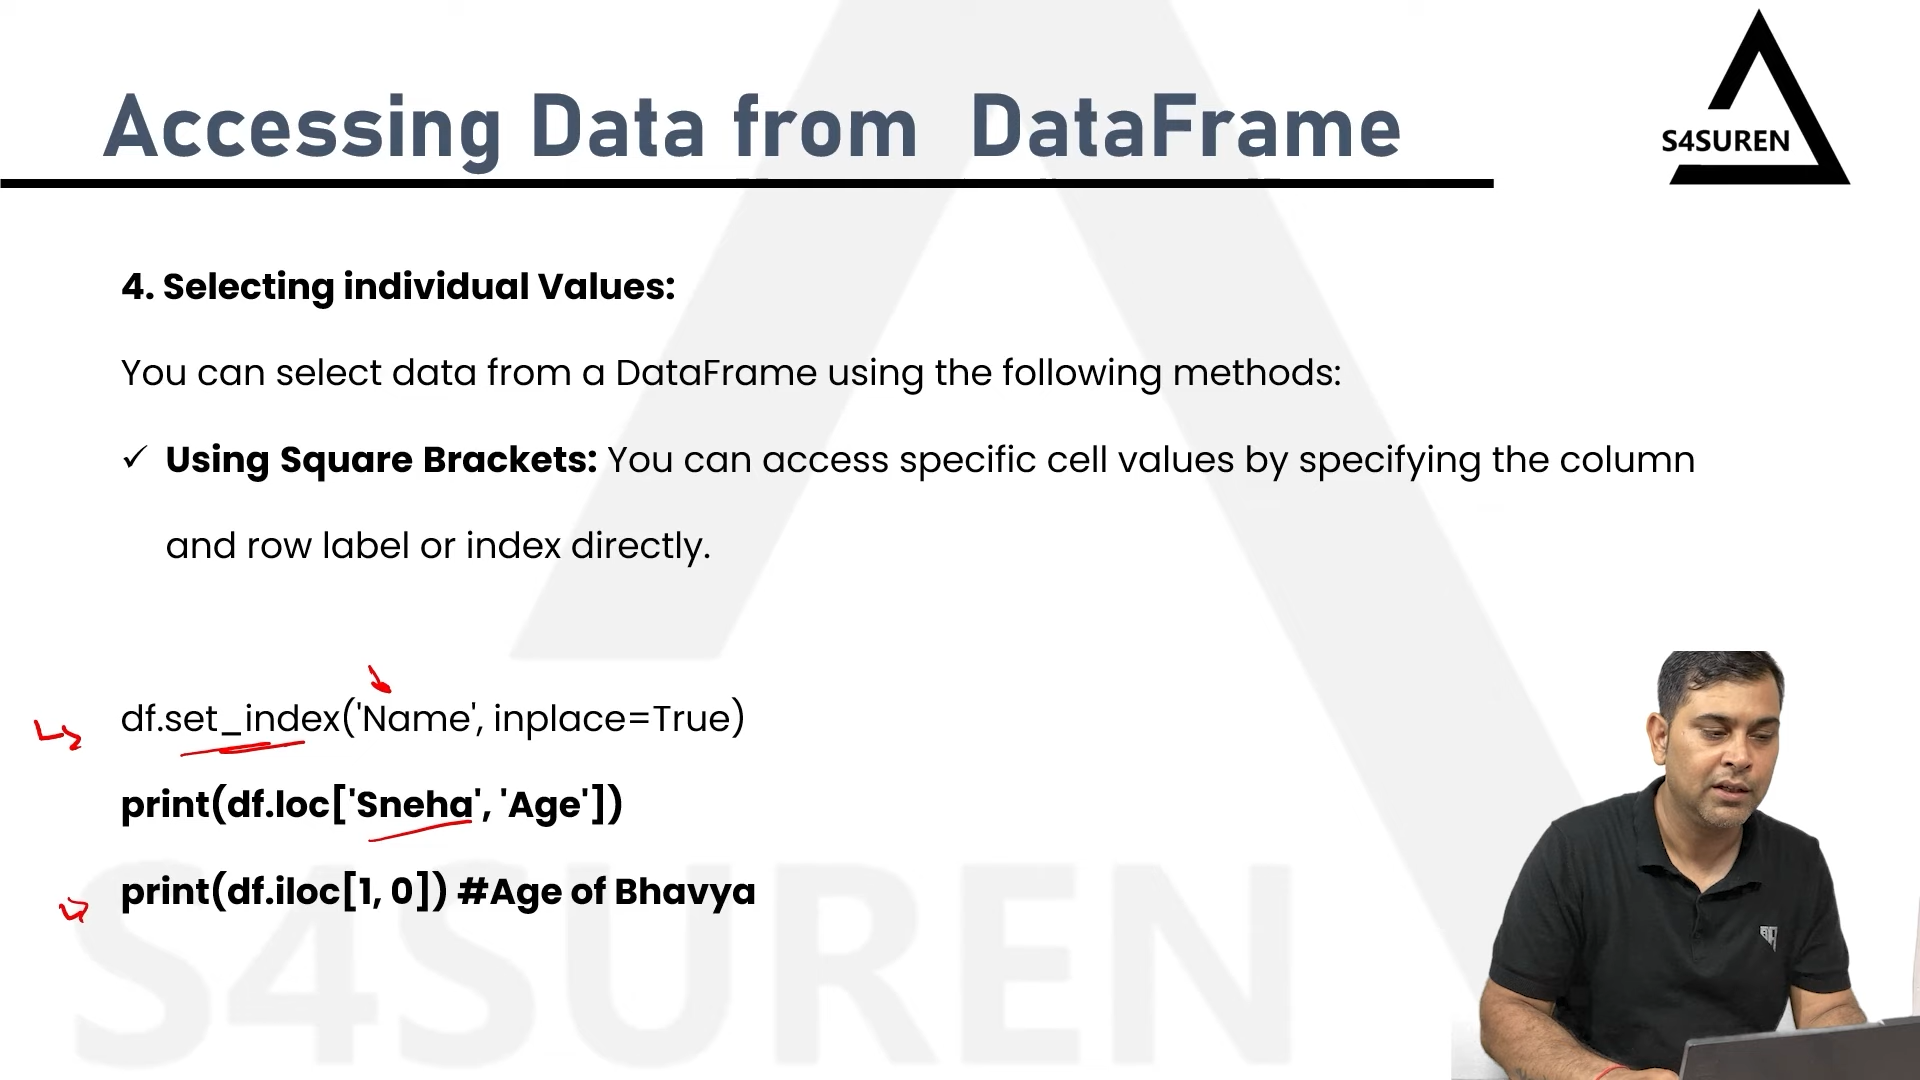 Accessing Data from DataFrame
S4SUREN
4. Selecting individual Values:
You can select data from a DataFrame using the following methods:
✓ Using Square Brackets: You can access specific cell values by specifying the column
and row label or index directly.
df.set_index('Name', inplace=True)
print(df.loc['Sneha', 'Age'])
print(df.iloc[1, 0]) #Age of Bhavya
S4SUREN